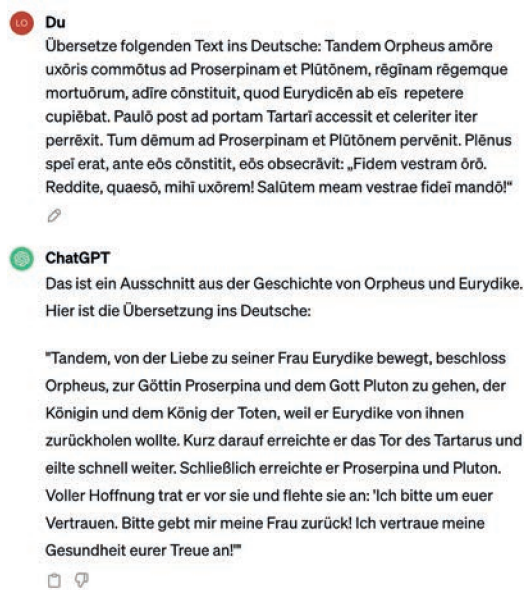 LO Du
Übersetze folgenden Text ins Deutsche: Tandem Orpheus amōre
uxōris commōtus ad Proserpinam et Plūtōnem, rēgīnam rēgemque
mortuōrum, adīre cōnstituit, quod Eurydicēn ab eīs repetere
cupiēbat. Paulō post ad portam Tartarī accessit et celeriter iter
perrēxit. Tum dēmum ad Proserpinam et Plūtōnem pervēnit. Plēnus
speī erat, ante eōs cōnstitit, eōs obsecrāvit: „Fidem vestram ōrō.
Reddite, quaesō, mihī uxōrem! Salūtem meam vestrae fideī mandō!“
ChatGPT
Das ist ein Ausschnitt aus der Geschichte von Orpheus und Eurydike.
Hier ist die Übersetzung ins Deutsche:
"Tandem, von der Liebe zu seiner Frau Eurydike bewegt, beschloss
Orpheus, zur Göttin Proserpina und dem Gott Pluton zu gehen, der
Königin und dem König der Toten, weil er Eurydike von ihnen
zurückholen wollte. Kurz darauf erreichte er das Tor des Tartarus und
eilte schnell weiter. Schließlich erreichte er Proserpina und Pluton.
Voller Hoffnung trat er vor sie und flehte sie an: 'Ich bitte um euer
Vertrauen. Bitte gebt mir meine Frau zurück! Ich vertraue meine
Gesundheit eurer Treue an!'"